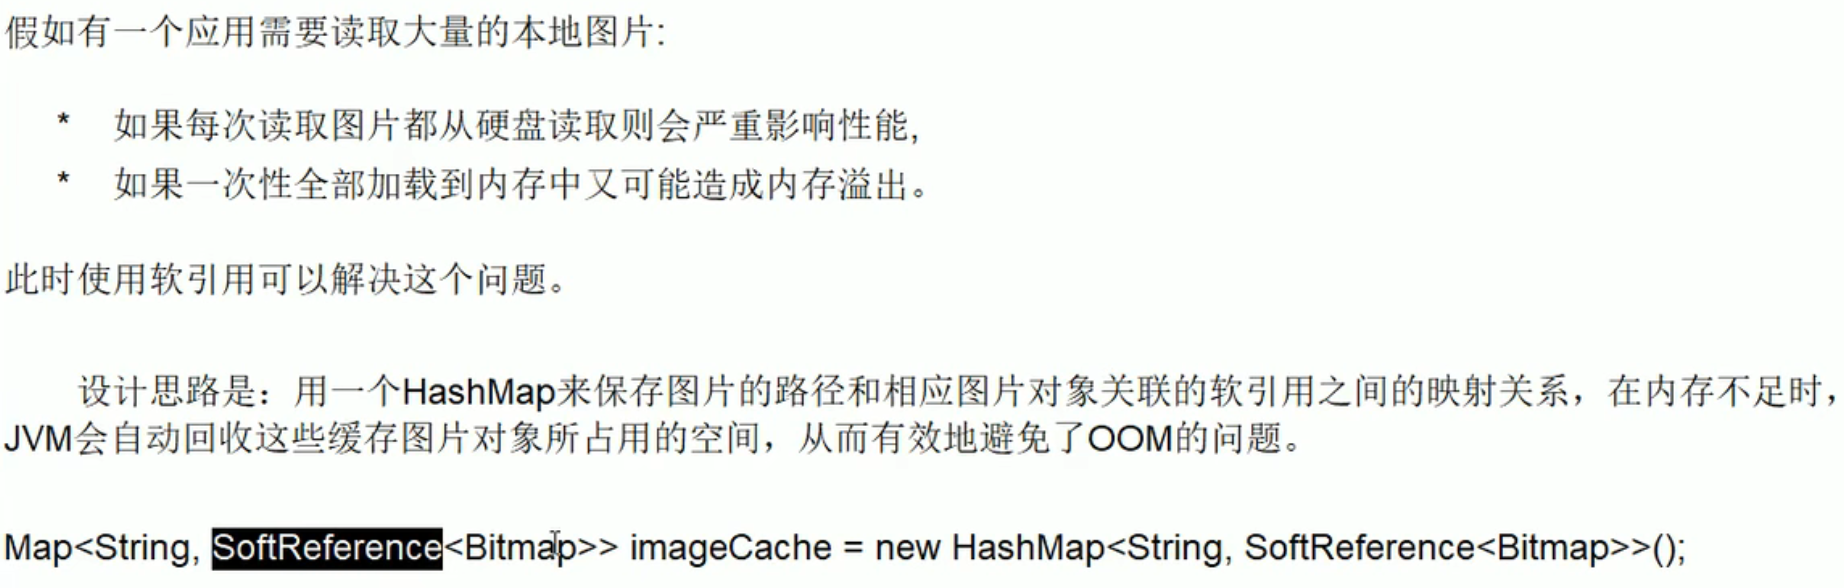 假如有一个应用需要读取大量的本地图片:
* 如果每次读取图片都从硬盘读取则会严重影响性能,
* 如果一次性全部加载到内存中又可能造成内存溢出。
此时使用软引用可以解决这个问题。
设计思路是：用一个HashMap来保存图片的路径和相应图片对象关联的软引用之间的映射关系，在内存不足时，
JVM会自动回收这些缓存图片对象所占用的空间，从而有效地避免了OOM的问题。
Map<String, SoftReference<Bitmap>> imageCache = new HashMap<String, SoftReference<Bitmap>>();